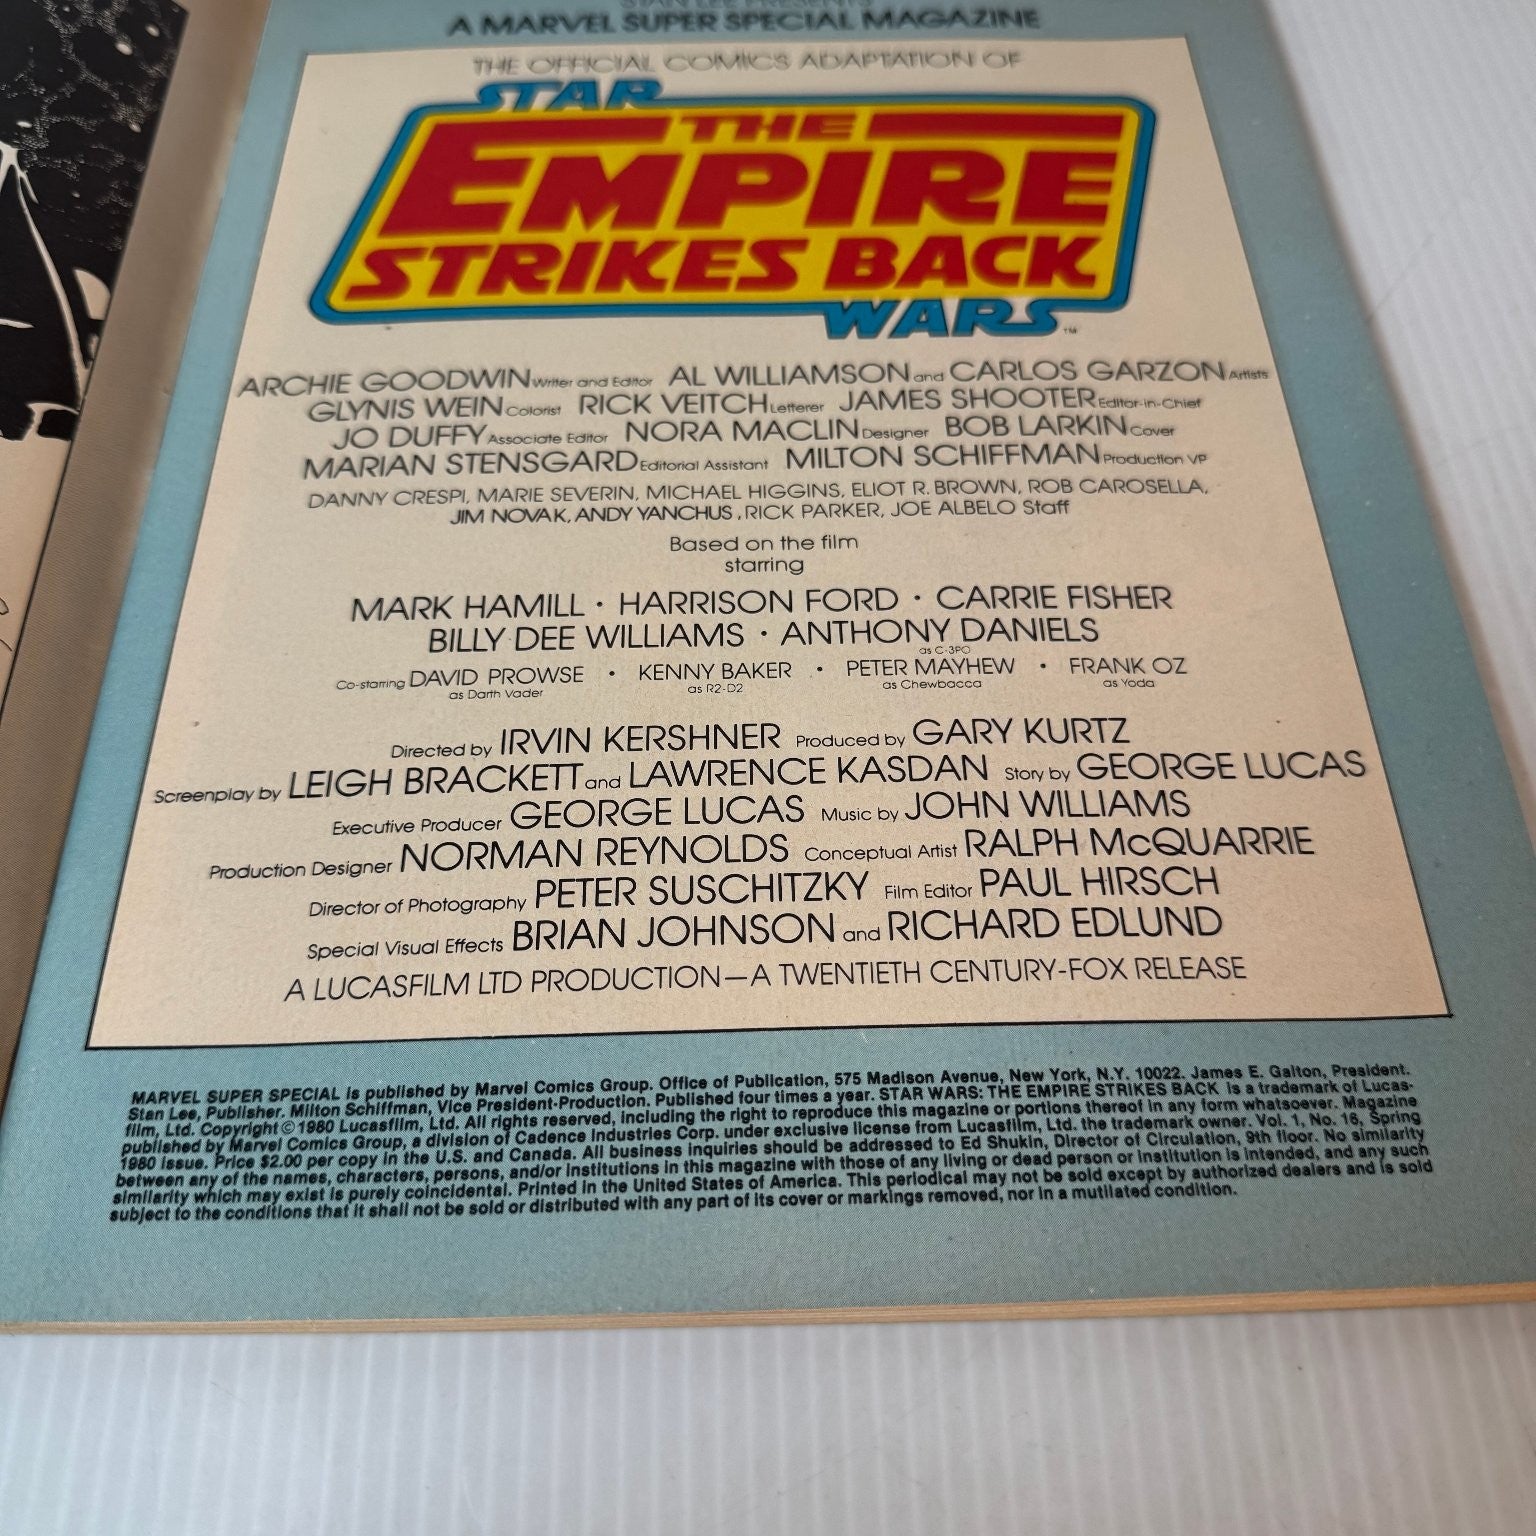 STAN LEE PRESENTS
A MARVEL SUPER SPECIAL MAGAZINE
THE OFFICIAL COMICS ADAPTATION OF
STAR
THE
EMPIRE
STRIKES BACK
WARS™
ARCHIE GOODWIN Writer and Editor AL WILLIAMSON and CARLOS GARZON Artists
GLYNIS WEIN Colorist RICK VEITCH Letterer JAMES SHOOTER Editor-in-Chief
JO DUFFY Associate Editor NORA MACLIN Designer BOB LARKIN Cover
MARIAN STENSGARD Editorial Assistant MILTON SCHIFFMAN Production VP
DANNY CRESPI, MARIE SEVERIN, MICHAEL HIGGINS, ELIOT R. BROWN, ROB CAROSELLA,
JIM NOVAK, ANDY YANCHUS, RICK PARKER, JOE ALBELO Staff
Based on the film
starring
MARK HAMILL · HARRISON FORD · CARRIE FISHER
BILLY DEE WILLIAMS · ANTHONY DANIELS
as C-3PO
Co-starring DAVID PROWSE · KENNY BAKER · PETER MAYHEW · FRANK OZ
as Darth Vader as R2-D2 as Chewbacca as Yoda
Directed by IRVIN KERSHNER Produced by GARY KURTZ
Screenplay by LEIGH BRACKETT and LAWRENCE KASDAN Story by GEORGE LUCAS
Executive Producer GEORGE LUCAS Music by JOHN WILLIAMS
Production Designer NORMAN REYNOLDS Conceptual Artist RALPH McQUARRIE
Director of Photography PETER SUSCHITZKY Film Editor PAUL HIRSCH
Special Visual Effects BRIAN JOHNSON and RICHARD EDLUND
A LUCASFILM LTD PRODUCTION—A TWENTIETH CENTURY-FOX RELEASE
MARVEL SUPER SPECIAL is published by Marvel Comics Group. Office of Publication, 575 Madison Avenue, New York, N.Y. 10022. James E. Galton, President.
Stan Lee, Publisher. Milton Schiffman, Vice President-Production. Published four times a year. STAR WARS: THE EMPIRE STRIKES BACK is a trademark of Lucas-
film, Ltd. Copyright © 1980 Lucasfilm, Ltd. All rights reserved, including the right to reproduce this magazine or portions thereof in any form whatsoever. Magazine
published by Marvel Comics Group, a division of Cadence Industries Corp. under exclusive license from Lucasfilm, Ltd. the trademark owner. Vol. 1, No. 16, Spring
1980 issue. Price $2.00 per copy in the U.S. and Canada. All business inquiries should be addressed to Ed Shukin, Director of Circulation, 9th floor. No similarity
between any of the names, characters, persons, and/or institutions in this magazine with those of any living or dead person or institution is intended, and any such
similarity which may exist is purely coincidental. Printed in the United States of America. This periodical may not be sold except by authorized dealers and is sold
subject to the conditions that it shall not be sold or distributed with any part of its cover or markings removed, nor in a mutilated condition.